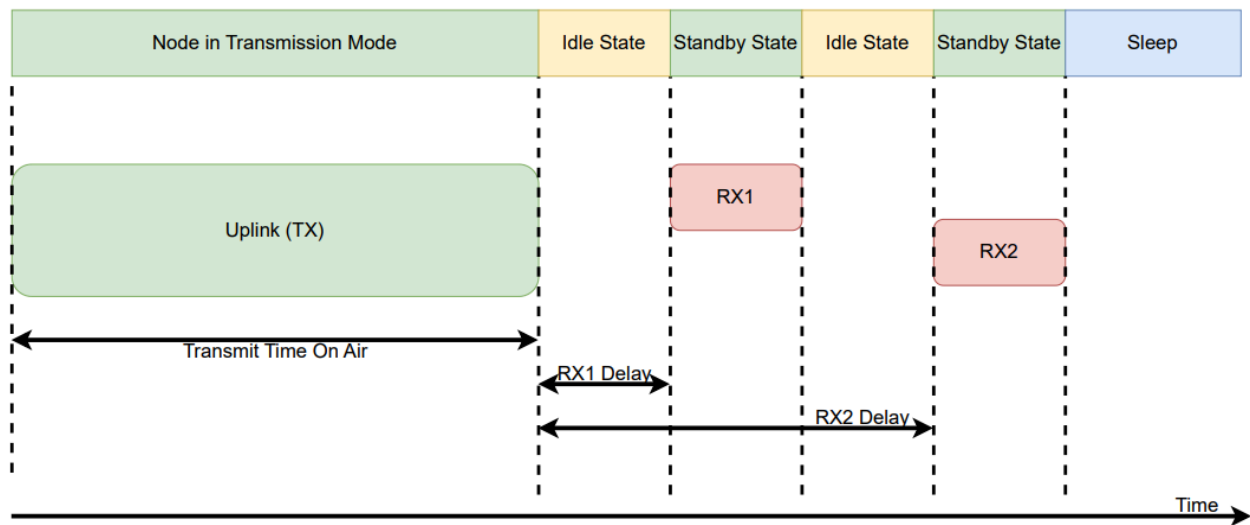 Node in Transmission Mode
Idle State
Standby State
Idle State
Standby State
Sleep
Uplink (TX)
RX1
RX2
Transmit Time On Air
RX1 Delay
RX2 Delay
Time